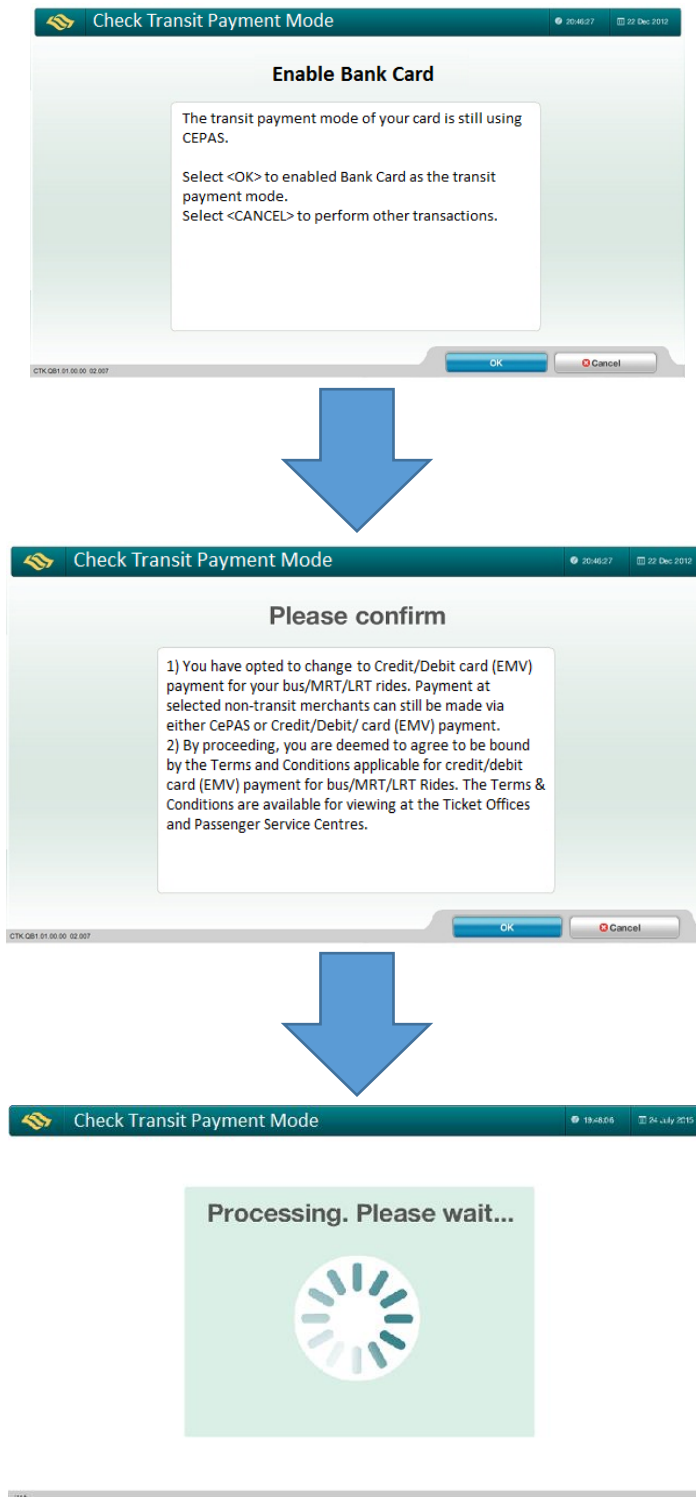 Check Transit Payment Mode
20:46:27
22 Dec 2012
Enable Bank Card
The transit payment mode of your card is still using
CEPAS.
Select <OK> to enabled Bank Card as the transit
payment mode.
Select <CANCEL> to perform other transactions.
OK
Cancel
CTK.QB1.01.00.00 02.007
Check Transit Payment Mode
20:46:27
22 Dec 2012
Please confirm
1) You have opted to change to Credit/Debit card (EMV)
payment for your bus/MRT/LRT rides. Payment at
selected non-transit merchants can still be made via
either CePAS or Credit/Debit/ card (EMV) payment.
2) By proceeding, you are deemed to agree to be bound
by the Terms and Conditions applicable for credit/debit
card (EMV) payment for bus/MRT/LRT Rides. The Terms &
Conditions are available for viewing at the Ticket Offices
and Passenger Service Centres.
OK
Cancel
CTK.QB1.01.00.00 02.007
Check Transit Payment Mode
19:48:06
24 July 2015
Processing. Please wait...